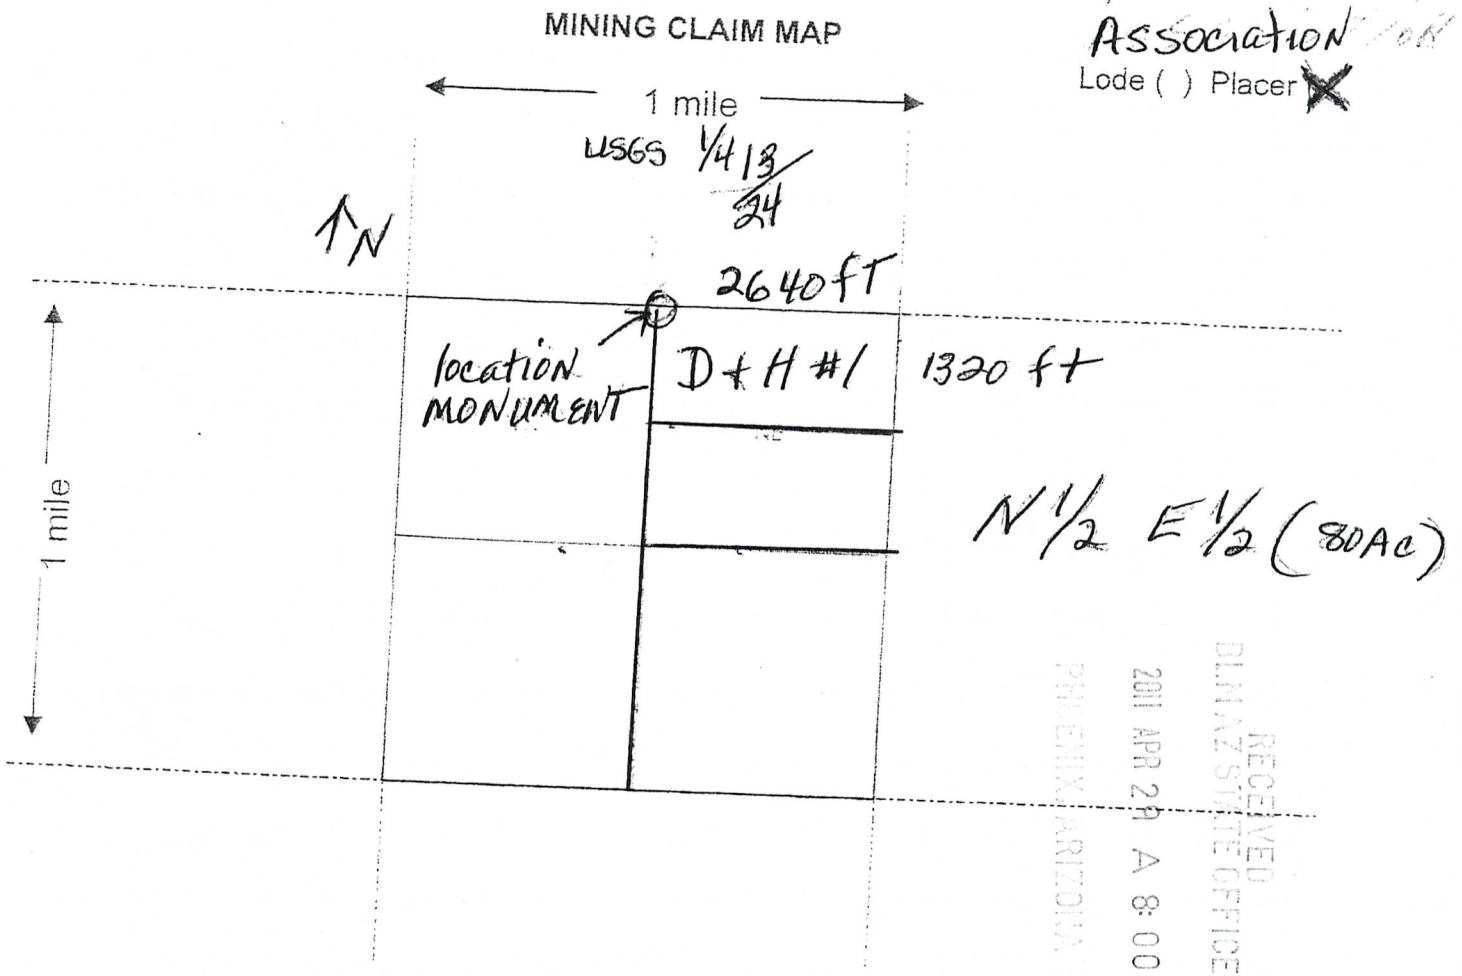 MINING CLAIM MAP
Association
Lode ( ) Placer X
1 mile
USGS 1/4 13/24
↑N
2640 fT
location
MONUMENT
D + H #1
1320 ft
1 mile
N 1/2 E 1/2 (80Ac)
RECEIVED
BLM AZ STATE OFFICE
2011 APR 29 A 8:00
PHOENIX, ARIZONA